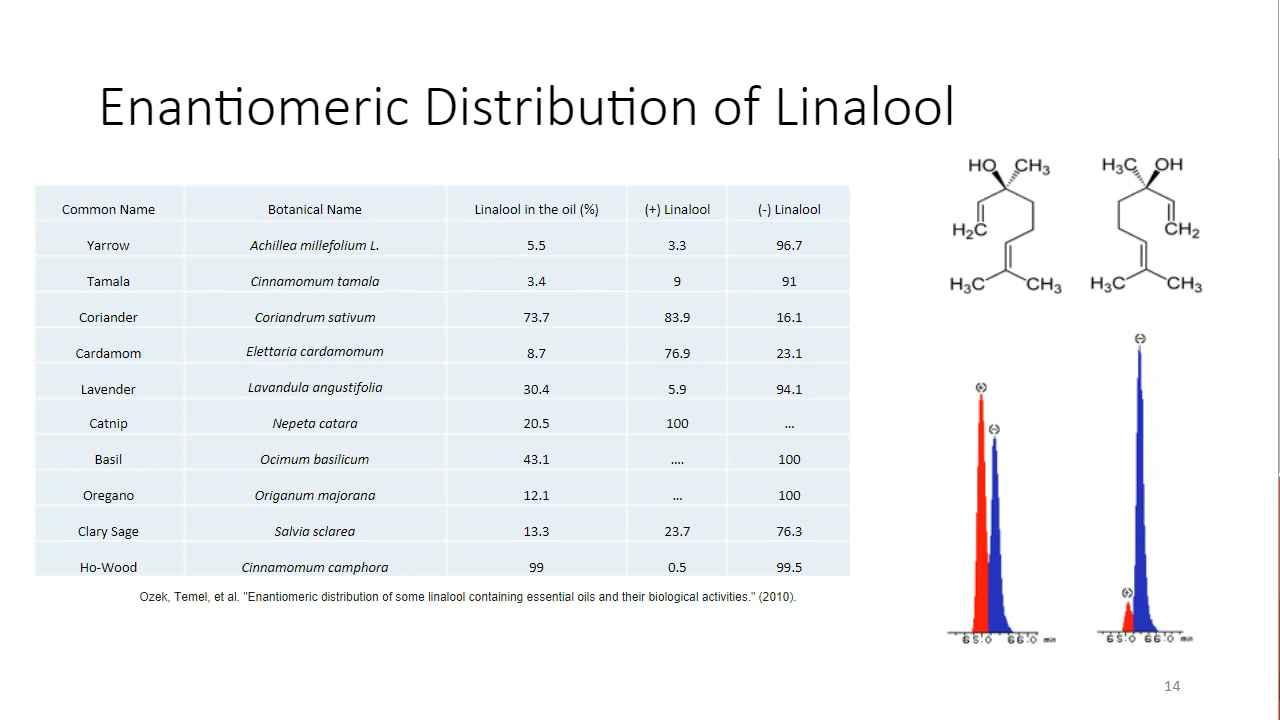 Enantiomeric Distribution of Linalool
Common Name Botanical Name Linalool in the oil (%) (+) Linalool (-) Linalool
Yarrow Achillea millefolium L. 5.5 3.3 96.7
Tamala Cinnamomum tamala 3.4 9 91
Coriander Coriandrum sativum 73.7 83.9 16.1
Cardamom Elettaria cardamomum 8.7 76.9 23.1
Lavender Lavandula angustifolia 30.4 5.9 94.1
Catnip Nepeta catara 20.5 100 ...
Basil Ocimum basilicum 43.1 .... 100
Oregano Origanum majorana 12.1 ... 100
Clary Sage Salvia sclarea 13.3 23.7 76.3
Ho-Wood Cinnamomum camphora 99 0.5 99.5
Ozek, Temel, et al. "Enantiomeric distribution of some linalool containing essential oils and their biological activities." (2010).
HO CH3
H2C
H3C CH3
H3C OH
CH2
H3C CH3
(+) (-)
65.0 66.0 min
(+) (-)
65.0 66.0 min
14